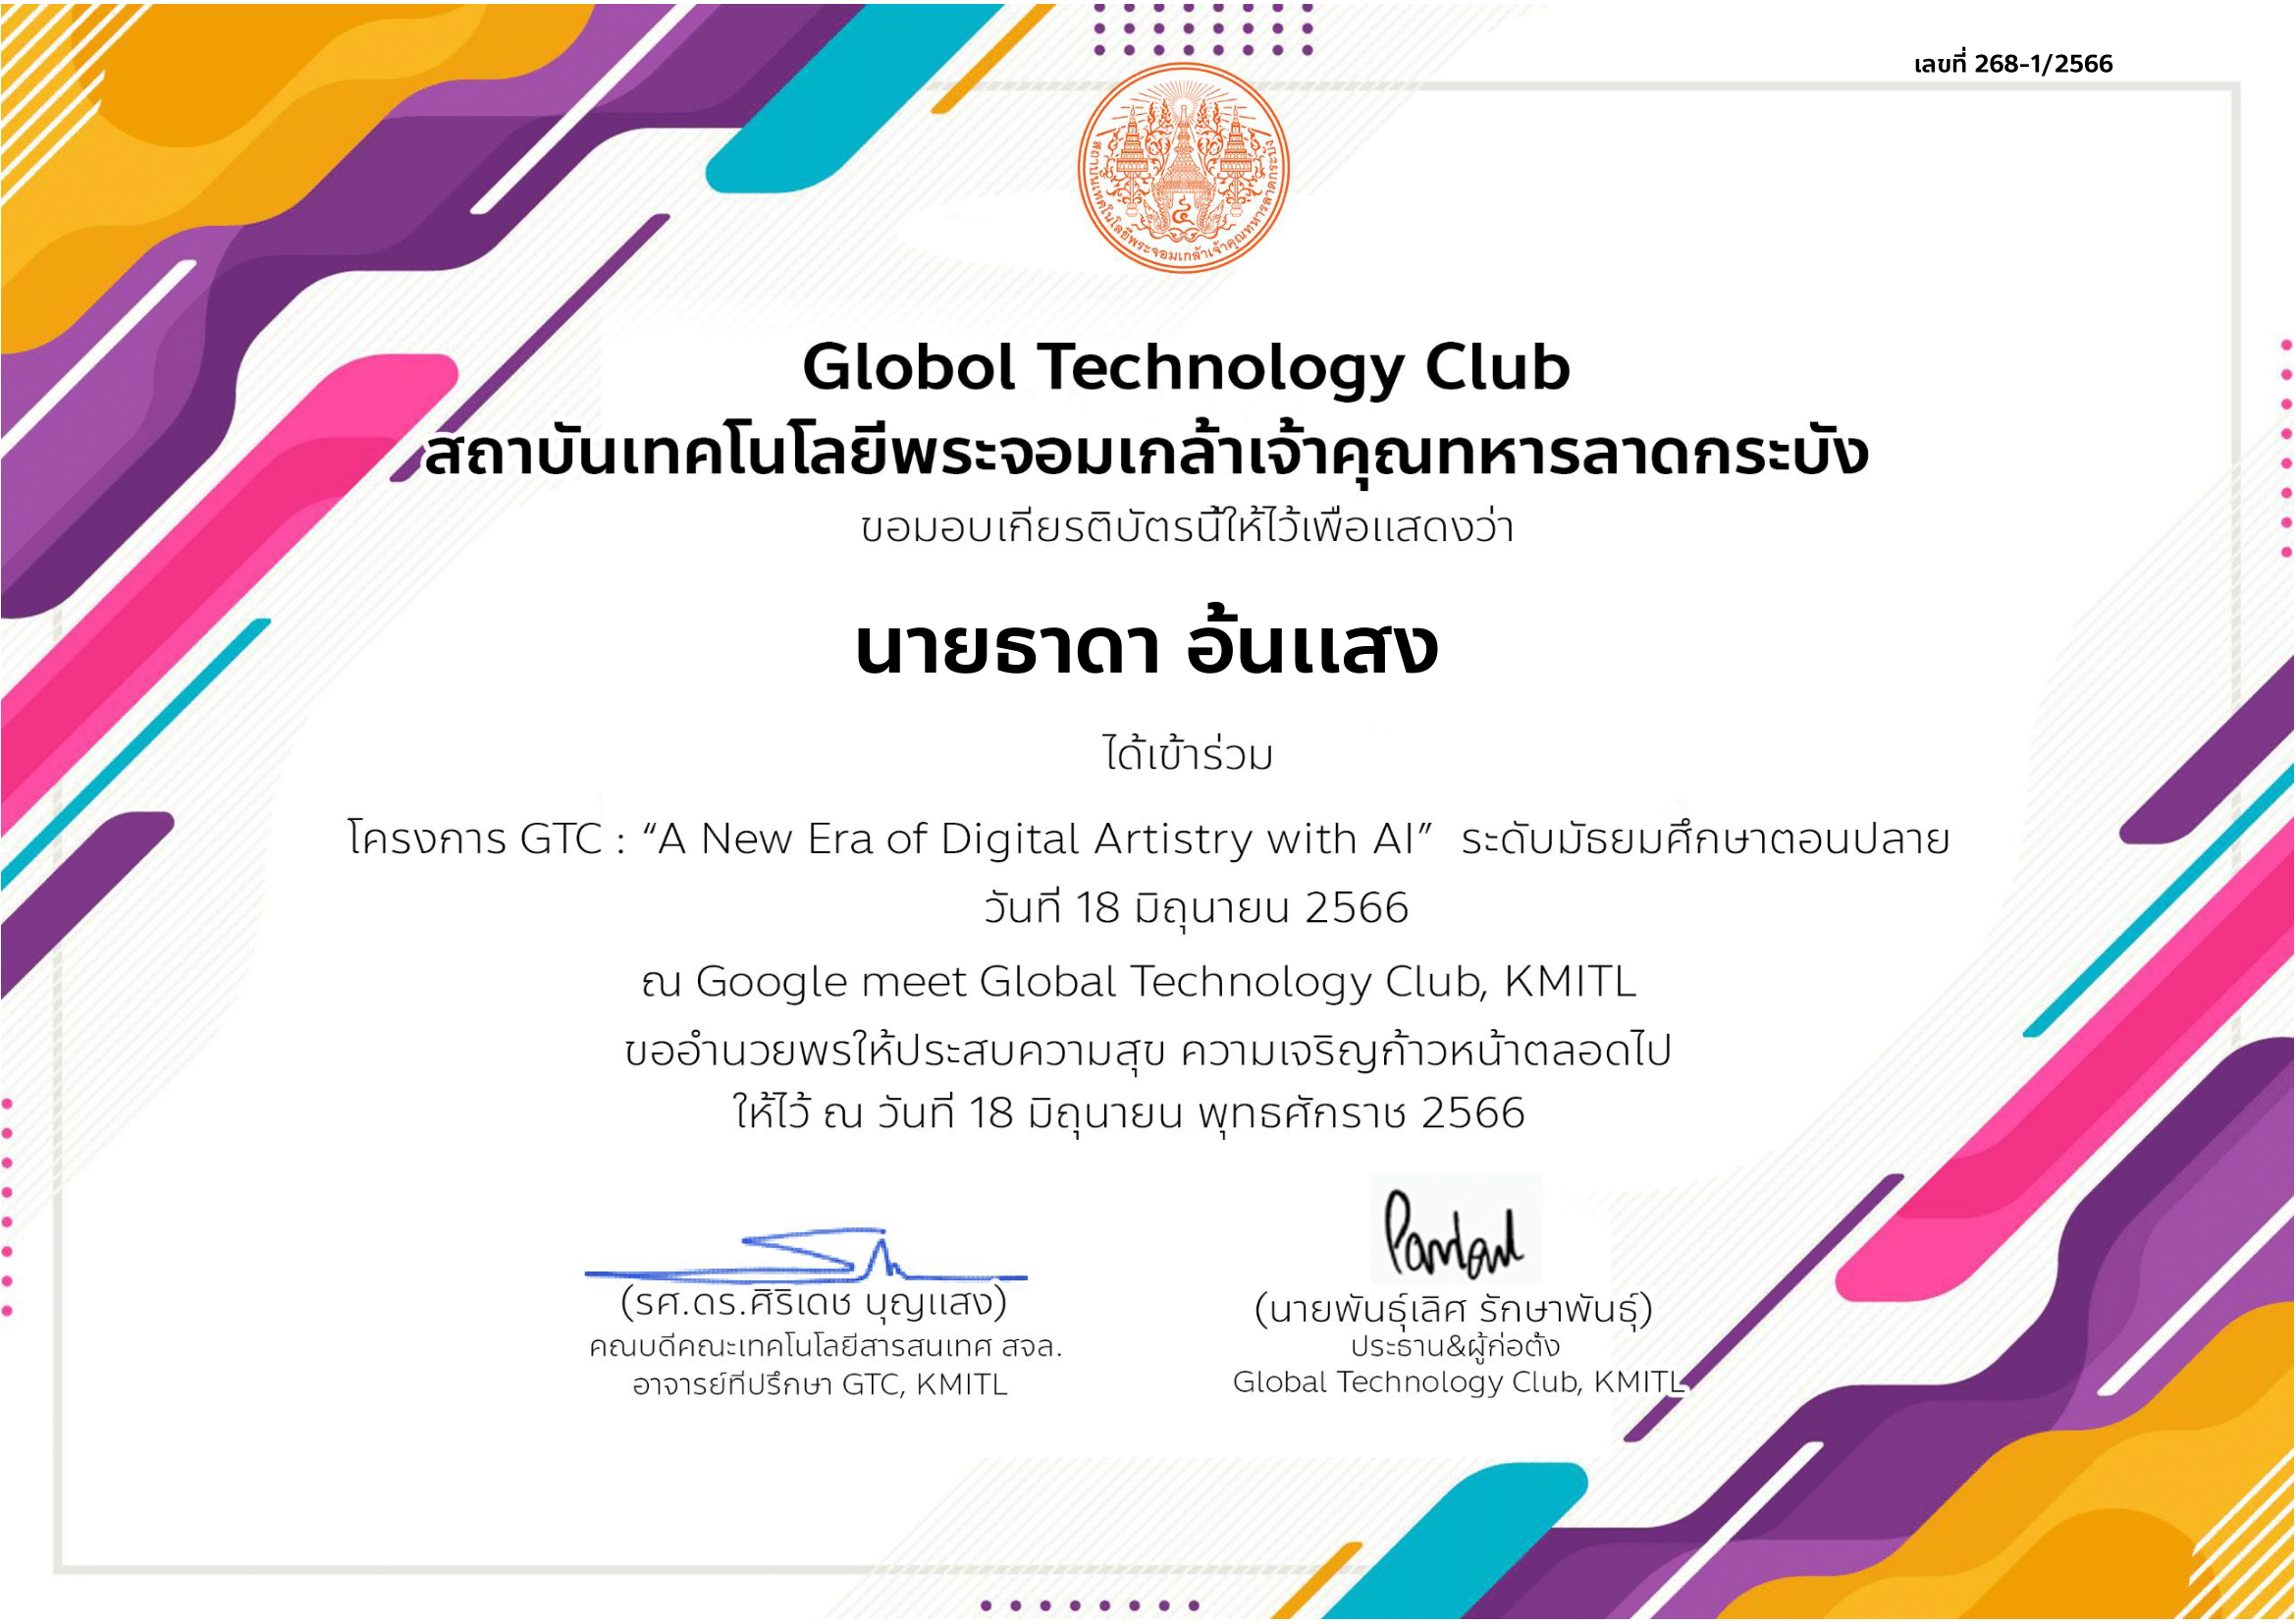 เลขที่ 268-1/2566
สถาบันเทคโนโลยีพระจอมเกล้าเจ้าคุณทหารลาดกระบัง
Globol Technology Club
สถาบันเทคโนโลยีพระจอมเกล้าเจ้าคุณทหารลาดกระบัง
ขอมอบเกียรติบัตรนี้ให้ไว้เพื่อแสดงว่า
นายธาดา อ้นแสง
ได้เข้าร่วม
โครงการ GTC : “A New Era of Digital Artistry with AI” ระดับมัธยมศึกษาตอนปลาย
วันที่ 18 มิถุนายน 2566
ณ Google meet Global Technology Club, KMITL
ขออำนวยพรให้ประสบความสุข ความเจริญก้าวหน้าตลอดไป
ให้ไว้ ณ วันที่ 18 มิถุนายน พุทธศักราช 2566
(รศ.ดร.ศิริเดช บุญแสง)
คณบดีคณะเทคโนโลยีสารสนเทศ สจล.
อาจารย์ที่ปรึกษา GTC, KMITL
(นายพันธุ์เลิศ รักษาพันธุ์)
ประธาน&ผู้ก่อตั้ง
Global Technology Club, KMITL